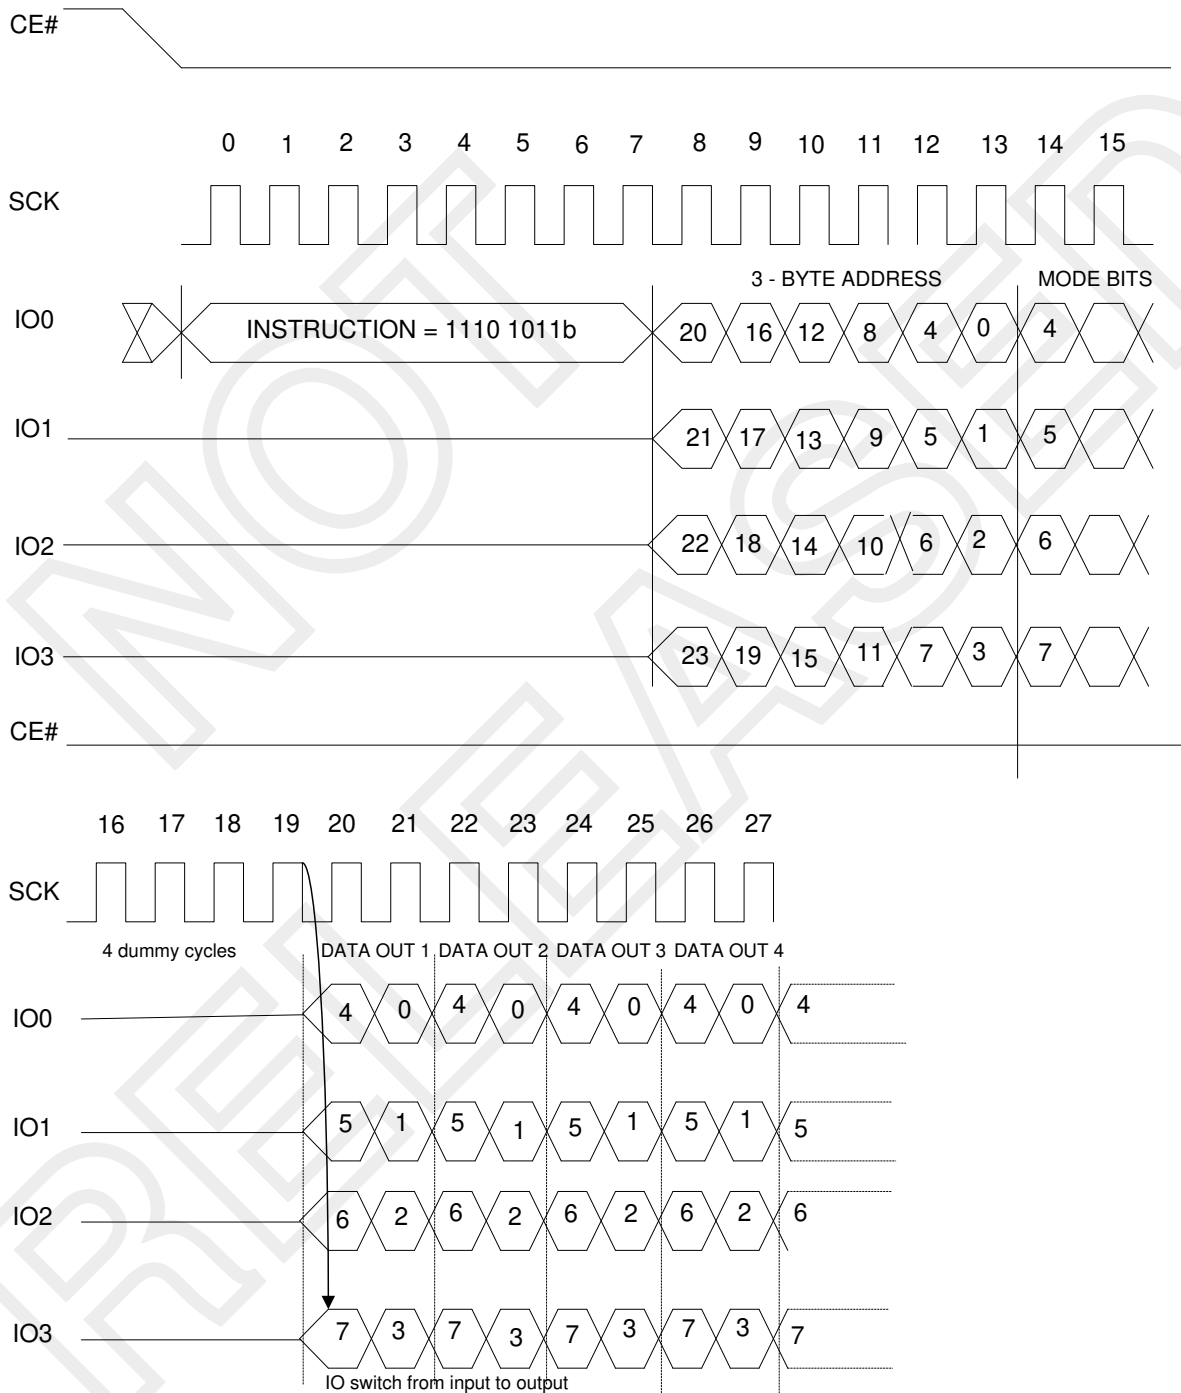 CE#
0 1 2 3 4 5 6 7 8 9 10 11 12 13 14 15
SCK
3 - BYTE ADDRESS MODE BITS
IO0 INSTRUCTION = 1110 1011b 20 16 12 8 4 0 4
IO1 21 17 13 9 5 1 5
IO2 22 18 14 10 6 2 6
IO3 23 19 15 11 7 3 7
CE#
16 17 18 19 20 21 22 23 24 25 26 27
SCK
4 dummy cycles DATA OUT 1 DATA OUT 2 DATA OUT 3 DATA OUT 4
IO0 4 0 4 0 4 0 4 0 4
IO1 5 1 5 1 5 1 5 1 5
IO2 6 2 6 2 6 2 6 2 6
IO3 7 3 7 3 7 3 7 3 7
IO switch from input to output
NOT RELEASED